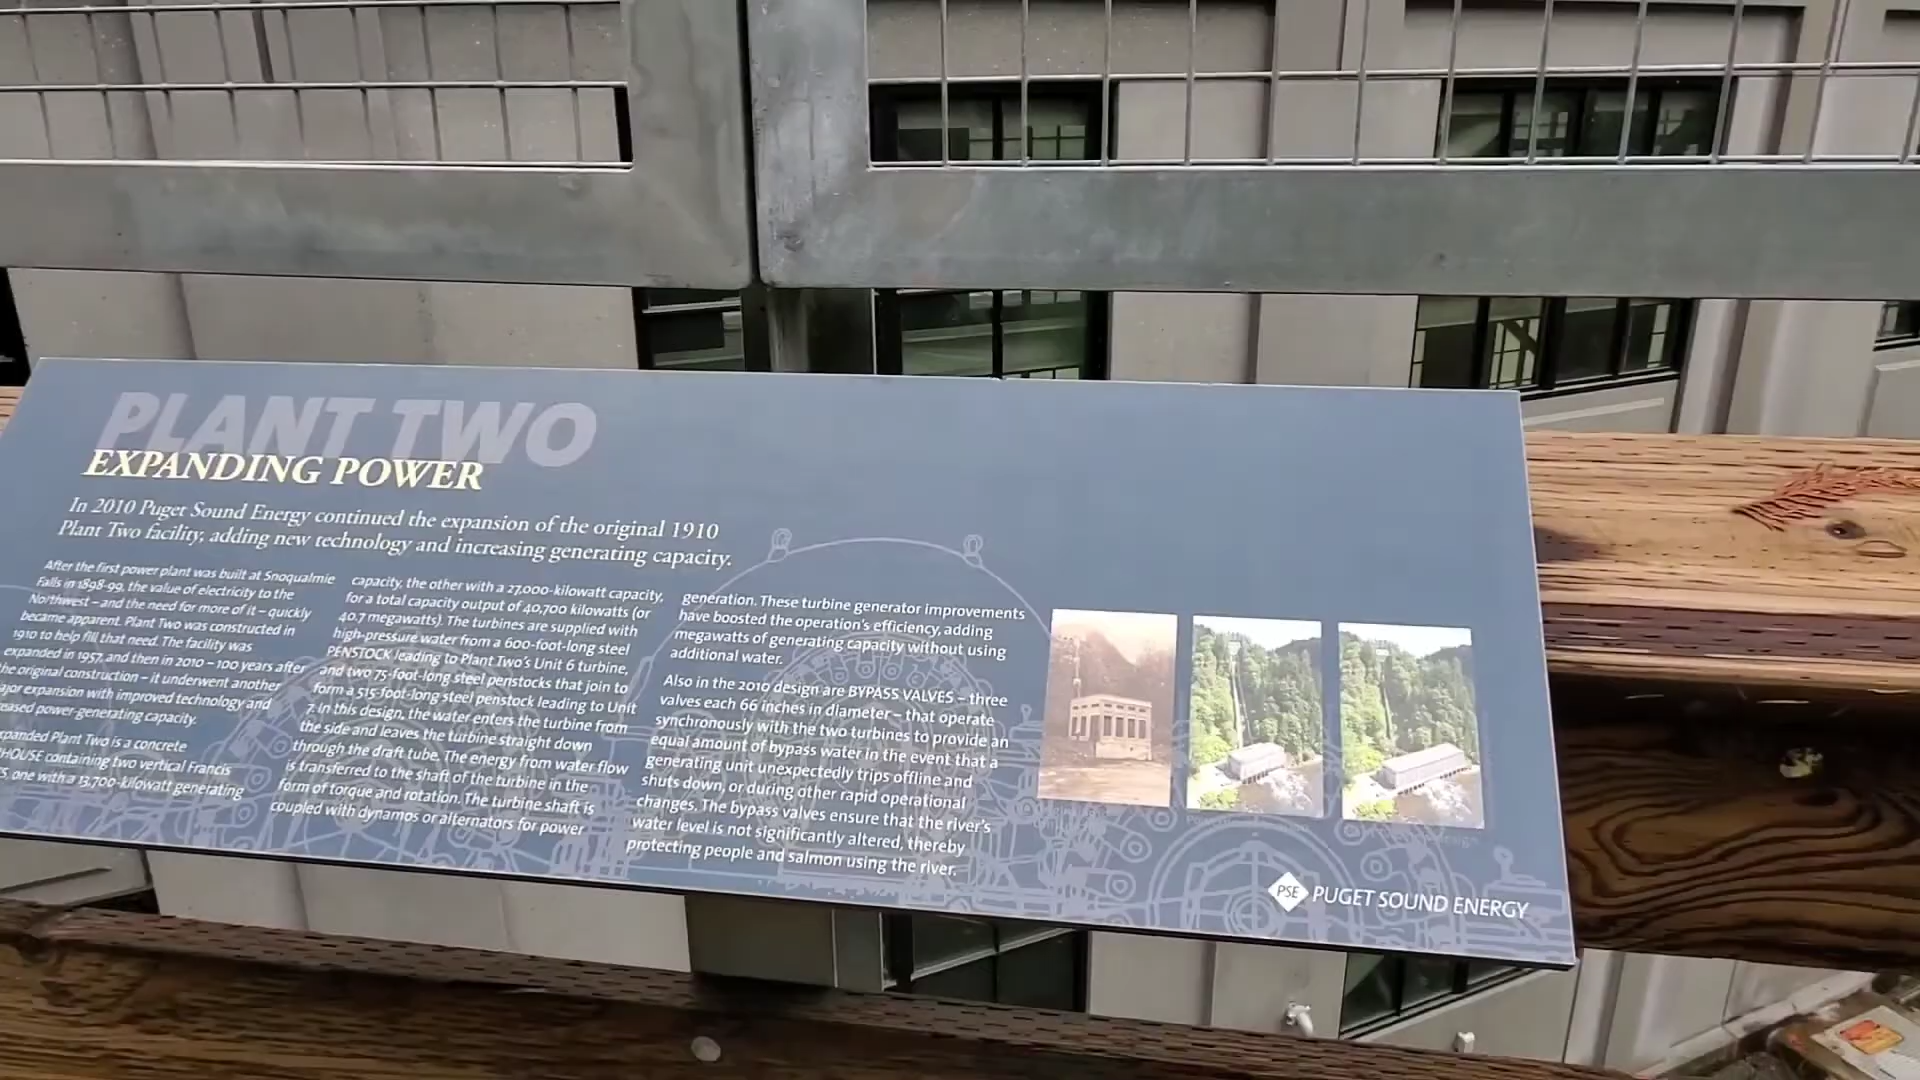 PLANT TWO
EXPANDING POWER
In 2010 Puget Sound Energy continued the expansion of the original 1910
Plant Two facility, adding new technology and increasing generating capacity.
After the first power plant was built at Snoqualmie
Falls in 1898-99, the value of electricity to the
Northwest – and the need for more of it – quickly
became apparent. Plant Two was constructed in
1910 to help fill that need. The facility was
expanded in 1957, and then in 2010 – 100 years after
the original construction – it underwent another
ajor expansion with improved technology and
eased power-generating capacity.
xpanded Plant Two is a concrete
HOUSE containing two vertical Francis
S, one with a 13,700-kilowatt generating
capacity, the other with a 27,000-kilowatt capacity,
for a total capacity output of 40,700 kilowatts (or
40.7 megawatts). The turbines are supplied with
high-pressure water from a 600-foot-long steel
PENSTOCK leading to Plant Two's Unit 6 turbine,
and two 75-foot-long steel penstocks that join to
form a 515-foot-long steel penstock leading to Unit
7. In this design, the water enters the turbine from
the side and leaves the turbine straight down
through the draft tube. The energy from water flow
is transferred to the shaft of the turbine in the
form of torque and rotation. The turbine shaft is
coupled with dynamos or alternators for power
generation. These turbine generator improvements
have boosted the operation's efficiency, adding
megawatts of generating capacity without using
additional water.
Also in the 2010 design are BYPASS VALVES – three
valves each 66 inches in diameter – that operate
synchronously with the two turbines to provide an
equal amount of bypass water in the event that a
generating unit unexpectedly trips offline and
shuts down, or during other rapid operational
changes. The bypass valves ensure that the river's
water level is not significantly altered, thereby
protecting people and salmon using the river.
PSE PUGET SOUND ENERGY